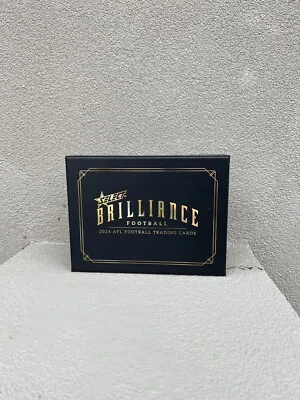 SELECT
BRILLIANCE
FOOTBALL
2024 AFL FOOTBALL TRADING CARDS